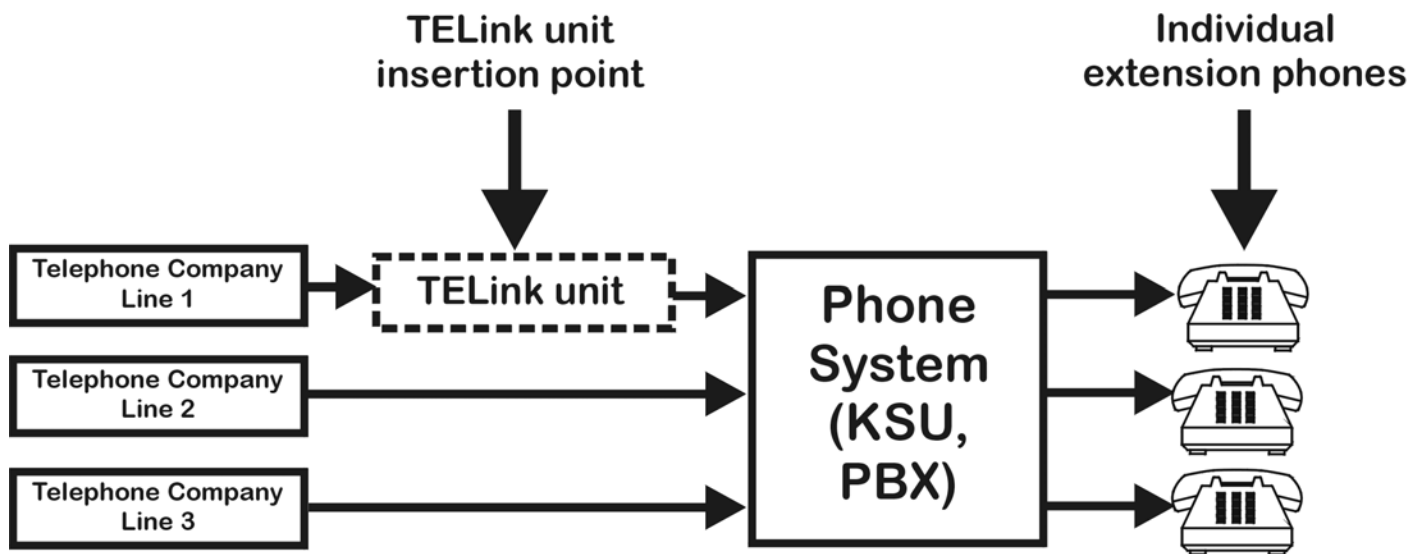 TELink unit
insertion point
Individual
extension phones
Telephone Company
Line 1
TELink unit
Telephone Company
Line 2
Telephone Company
Line 3
Phone
System
(KSU,
PBX)